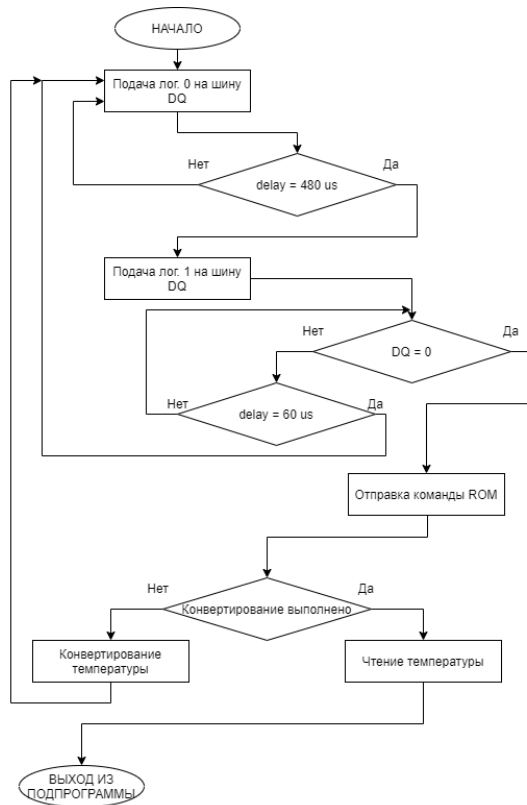 НАЧАЛО
Подача лог. 0 на шину
DQ
Нет
Да
delay = 480 us
Подача лог. 1 на шину
DQ
Нет
Да
DQ = 0
Нет
Да
delay = 60 us
Отправка команды ROM
Нет
Да
Конвертирование выполнено
Конвертирование
температуры
Чтение температуры
ВЫХОД ИЗ
ПОДПРОГРАММЫ